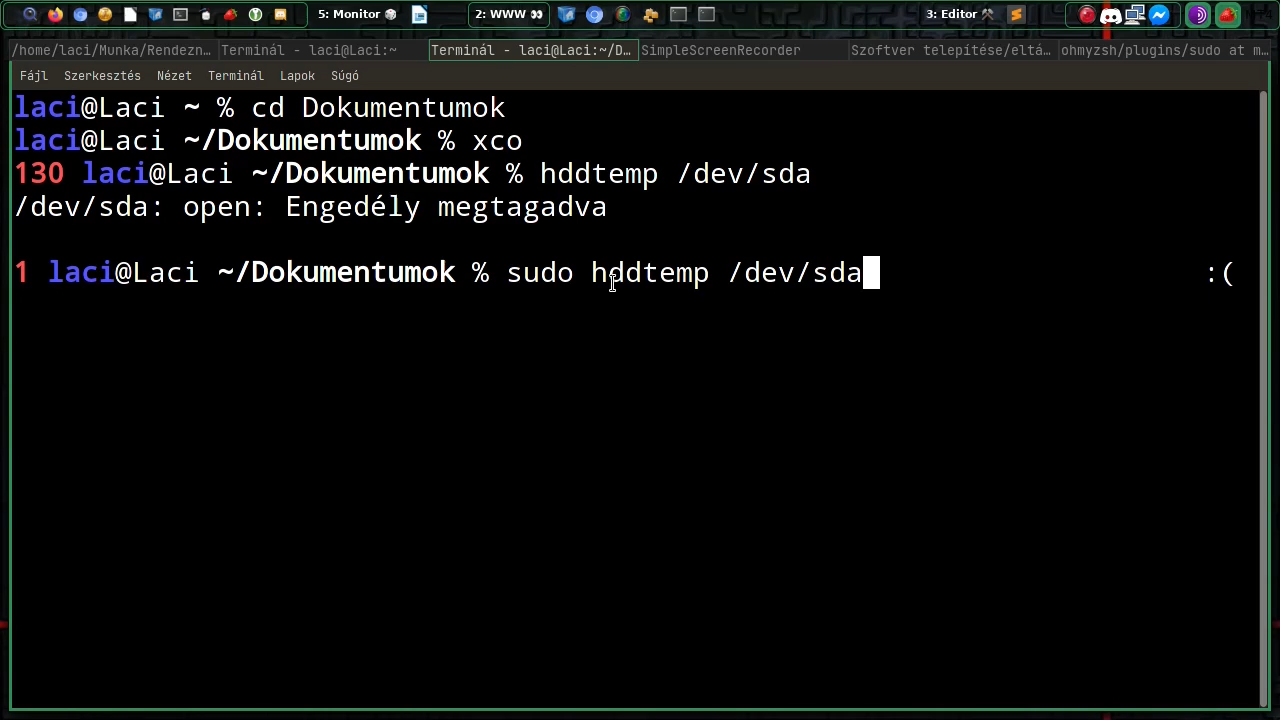 5: Monitor
2: WWW
3: Editor
/home/laci/Munka/Rendezn...
Terminál - laci@Laci:~
Terminál - laci@Laci:~/D...
SimpleScreenRecorder
Szoftver telepítése/eltá...
ohmyzsh/plugins/sudo at m...
Fájl Szerkesztés Nézet Terminál Lapok Súgó
laci@Laci ~ % cd Dokumentumok
laci@Laci ~/Dokumentumok % xco
130 laci@Laci ~/Dokumentumok % hddtemp /dev/sda
/dev/sda: open: Engedély megtagadva
1 laci@Laci ~/Dokumentumok % sudo hddtemp /dev/sda :(